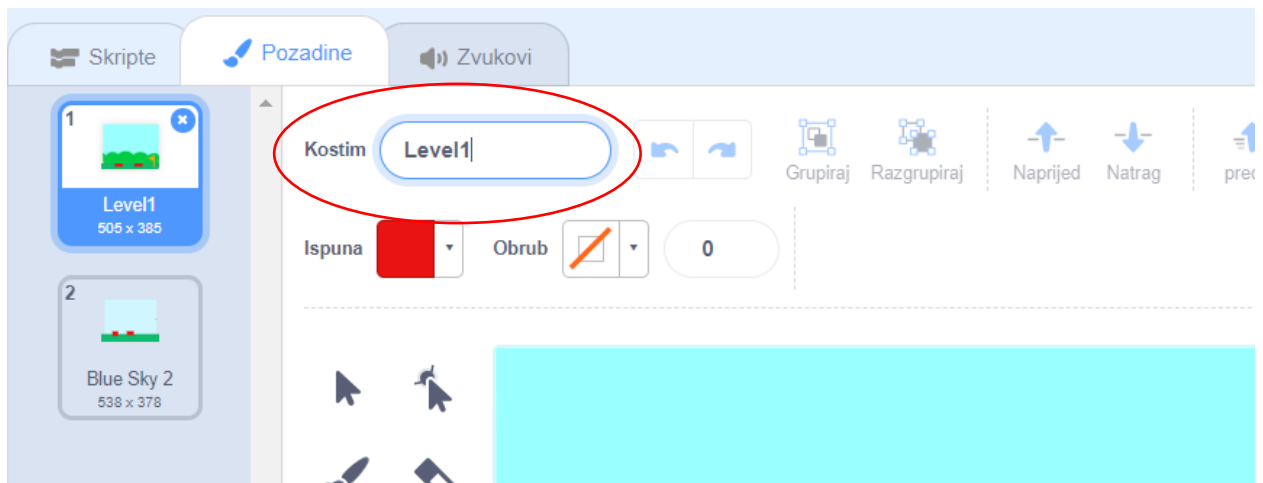 Skripte Pozadine Zvukovi
1
Level1
505 x 385
2
Blue Sky 2
538 x 378
Kostim Level1
Grupiraj Razgrupiraj Naprijed Natrag
Ispuna Obrub 0